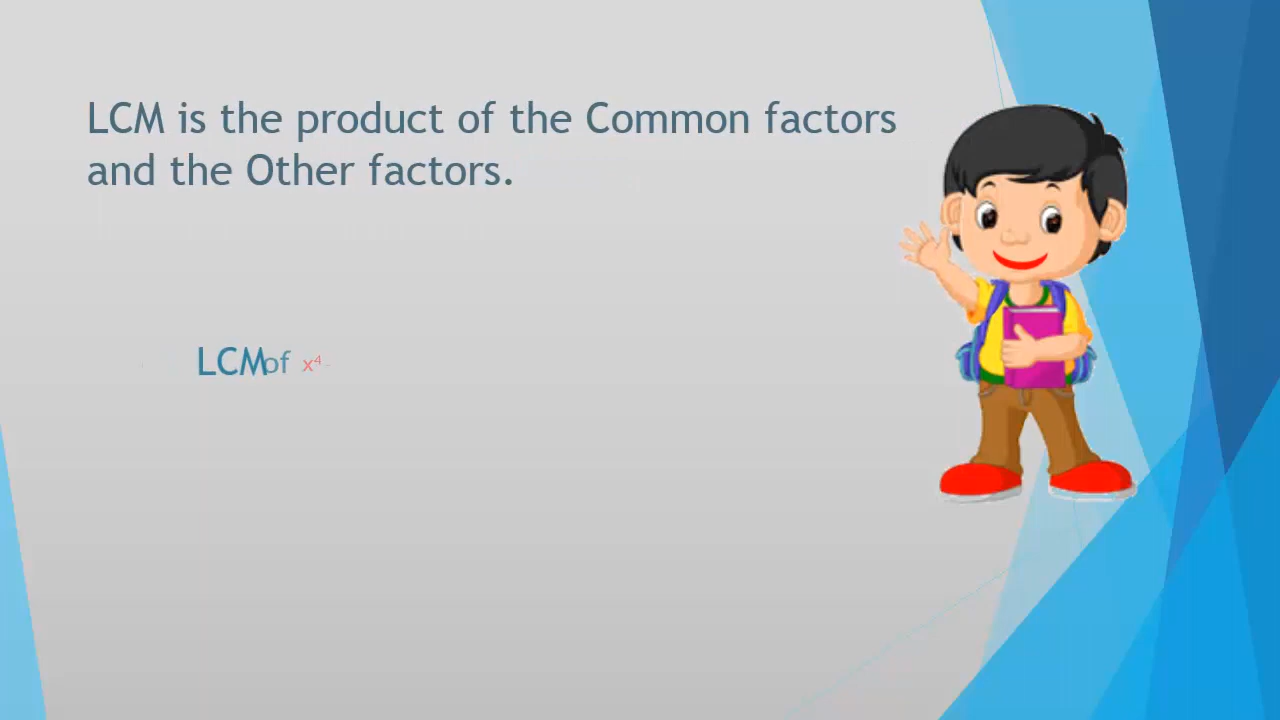 LCM is the product of the Common factors
and the Other factors.
LCM of x⁴